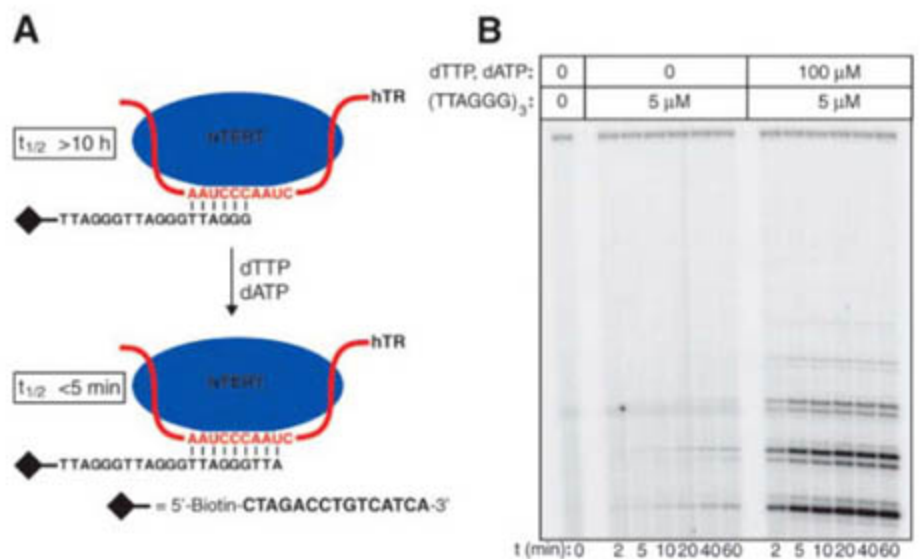 A
hTR
hTERT
t1/2 >10 h
AAUCCCAAUC
TTAGGGTTAGGGTTAGGG
dTTP
dATP
hTR
hTERT
t1/2 <5 min
AAUCCCAAUC
TTAGGGTTAGGGTTAGGGTTA
= 5'-Biotin-CTAGACCTGTCATCA-3'
B
dTTP, dATP: 0 0 100 µM
(TTAGGG)3: 0 5 µM 5 µM
t (min): 0 2 5 10 20 40 60 2 5 10 20 40 60